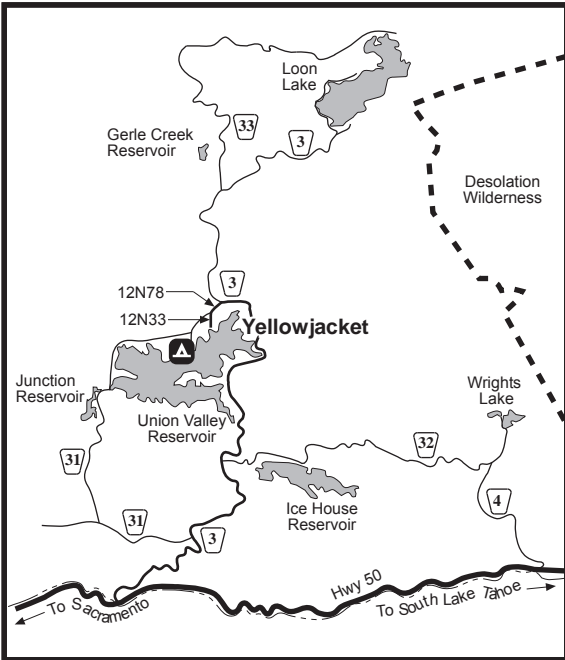 Loon
Lake
33
3
Gerle Creek
Reservoir
Desolation
Wilderness
3
12N78
12N33
Yellowjacket
Junction
Reservoir
Union Valley
Reservoir
Wrights
Lake
32
31
Ice House
Reservoir
4
31
3
Hwy 50
To Sacramento
To South Lake Tahoe